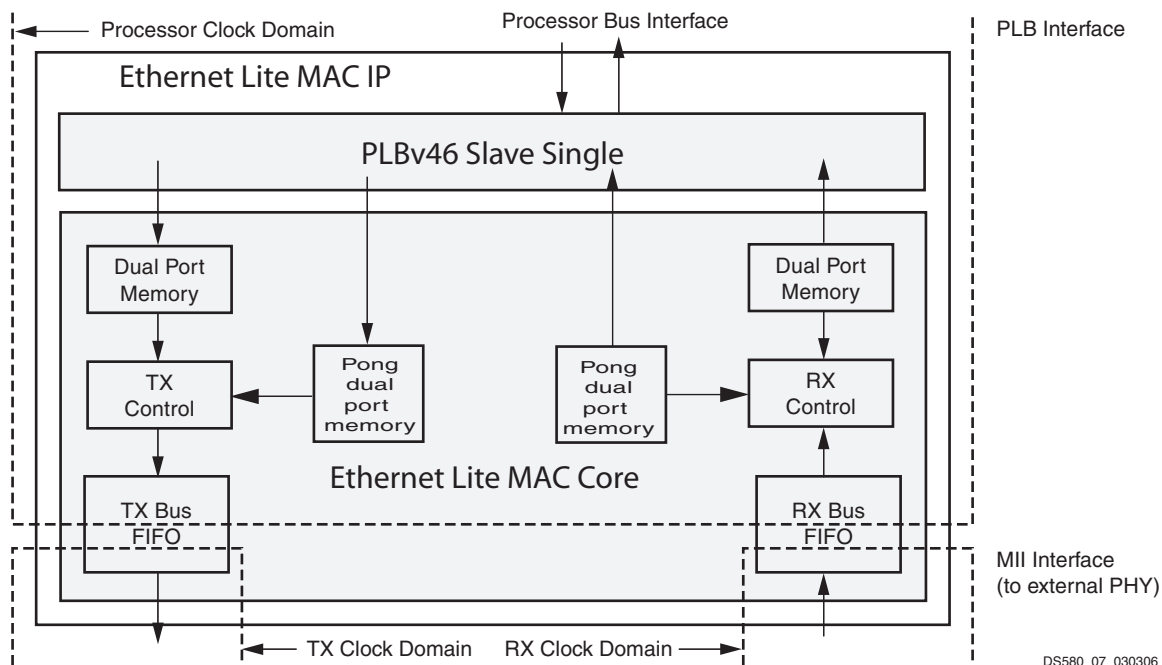 Processor Clock Domain
Processor Bus Interface
PLB Interface
Ethernet Lite MAC IP
PLBv46 Slave Single
Dual Port
Memory
Dual Port
Memory
TX
Control
Pong
dual
port
memory
Pong
dual
port
memory
RX
Control
Ethernet Lite MAC Core
TX Bus
FIFO
RX Bus
FIFO
MII Interface
(to external PHY)
TX Clock Domain
RX Clock Domain
DS580_07_030306